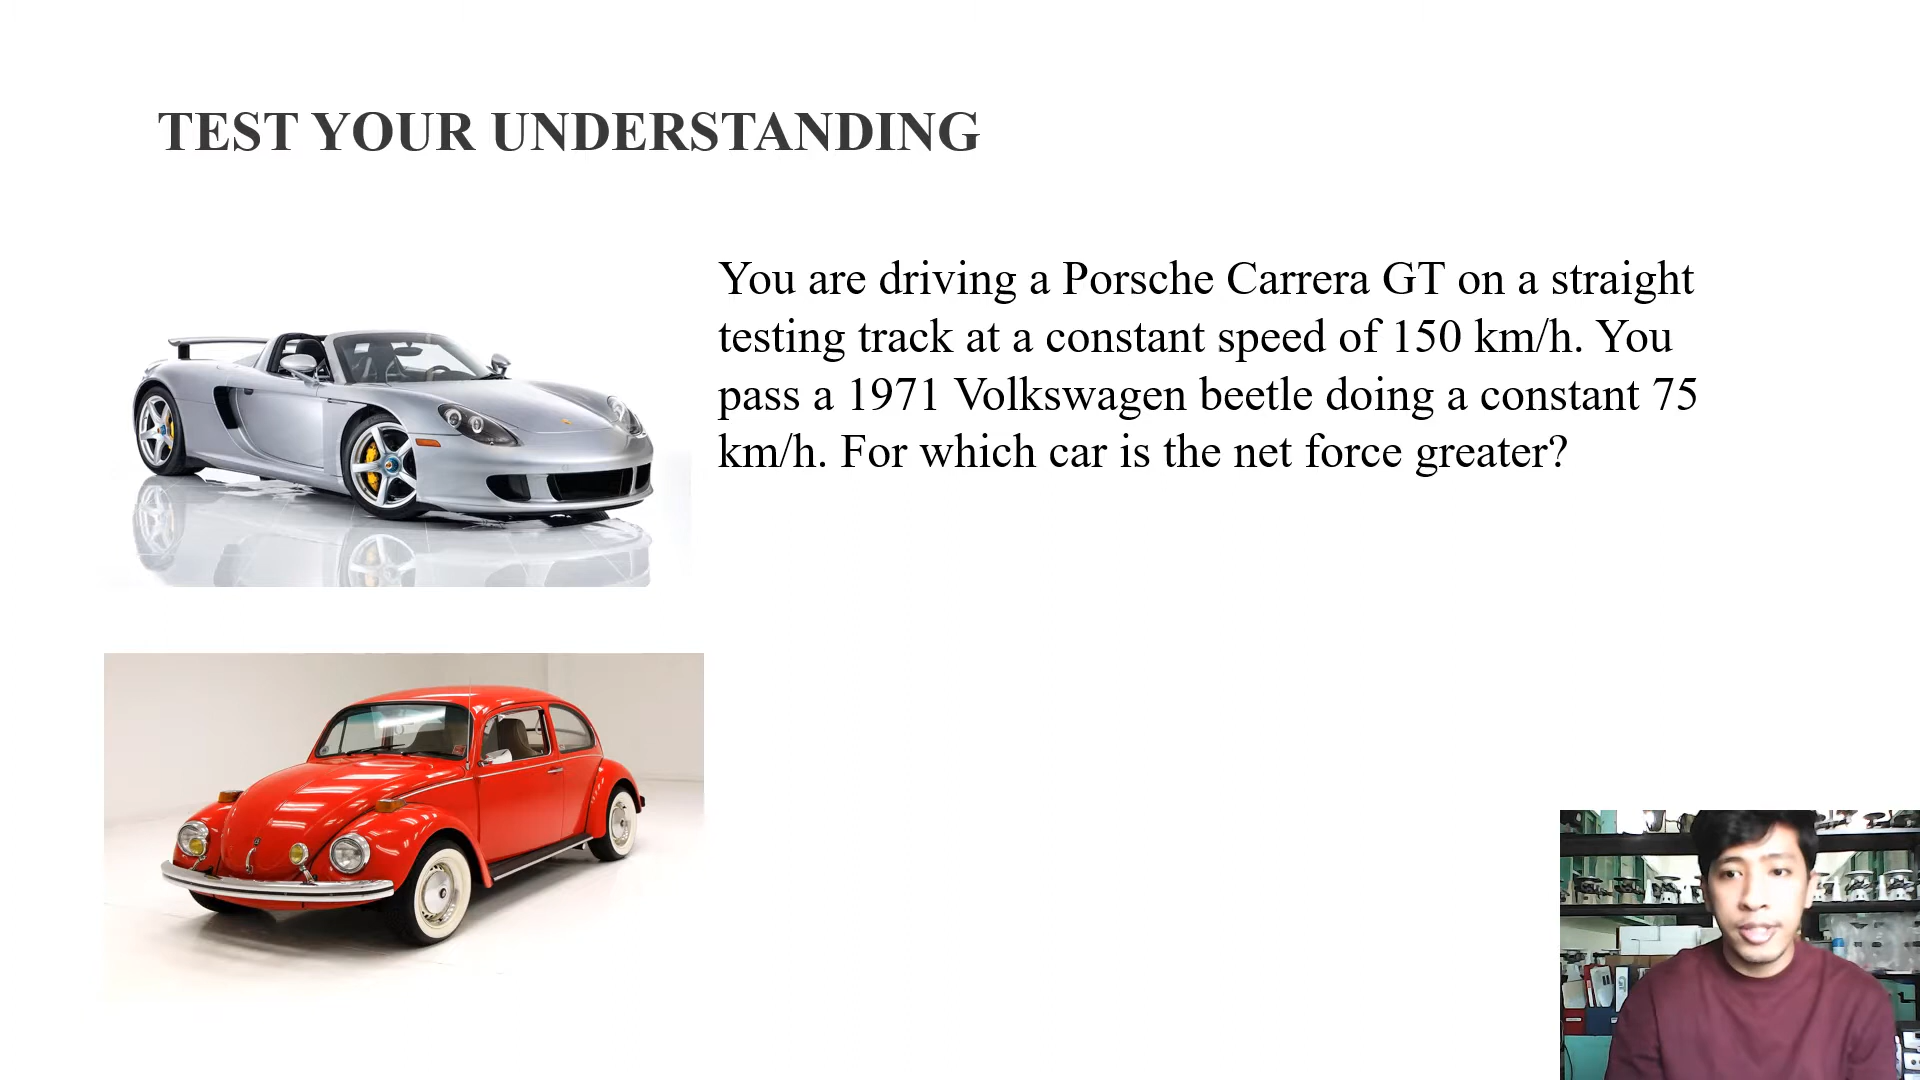 TEST YOUR UNDERSTANDING
You are driving a Porsche Carrera GT on a straight
testing track at a constant speed of 150 km/h. You
pass a 1971 Volkswagen beetle doing a constant 75
km/h. For which car is the net force greater?